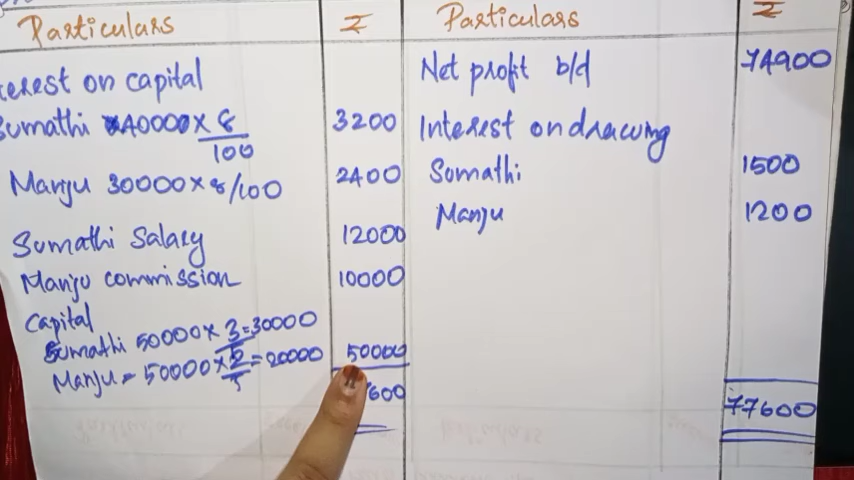 Particulars ₹ Particulars ₹
terest on capital
Net profit b/d 74900
Sumathi 40000 × 8/100 3200
Interest on drawing
Manju 30000 × 8/100 2400
Somathi 1500
Manju 1200
Sumathi Salary 12000
Manju commission 10000
Capital
Sumathi 50000 × 3/5 = 30000
Manju - 50000 × 2/5 = 20000 50000
600 77600